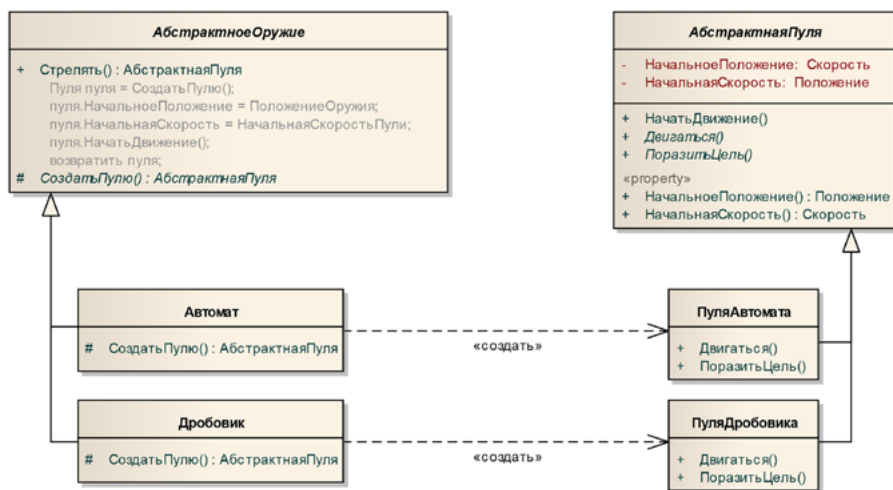 АбстрактноеОружие
+ Стрелять() : АбстрактнаяПуля
Пуля пуля = СоздатьПулю();
пуля.НачальноеПоложение = ПоложениеОружия;
пуля.НачальнаяСкорость = НачальнаяСкоростьПули;
пуля.НачатьДвижение();
возвратить пуля;
# СоздатьПулю() : АбстрактнаяПуля
АбстрактнаяПуля
- НачальноеПоложение: Скорость
- НачальнаяСкорость: Положение
+ НачатьДвижение()
+ Двигаться()
+ ПоразитьЦель()
«property»
+ НачальноеПоложение() : Положение
+ НачальнаяСкорость() : Скорость
Автомат
# СоздатьПулю() : АбстрактнаяПуля
«создать»
ПуляАвтомата
+ Двигаться()
+ ПоразитьЦель()
Дробовик
# СоздатьПулю() : АбстрактнаяПуля
«создать»
ПуляДробовика
+ Двигаться()
+ ПоразитьЦель()